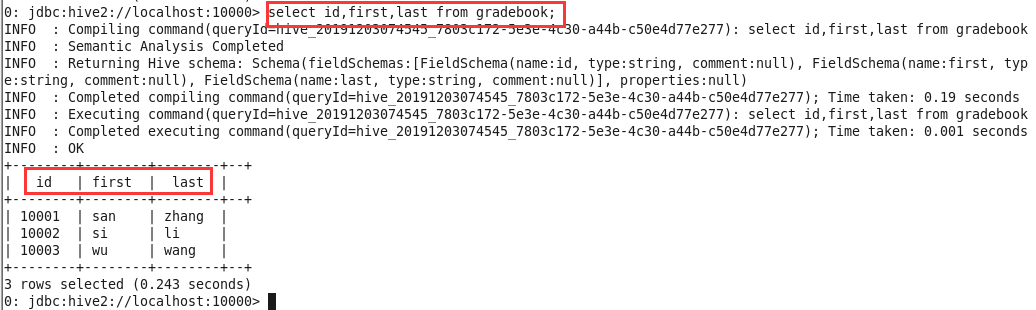 0: jdbc:hive2://localhost:10000> select id,first,last from gradebook;
INFO  : Compiling command(queryId=hive_20191203074545_7803c172-5e3e-4c30-a44b-c50e4d77e277): select id,first,last from gradebook
INFO  : Semantic Analysis Completed
INFO  : Returning Hive schema: Schema(fieldSchemas:[FieldSchema(name:id, type:string, comment:null), FieldSchema(name:first, typ
e:string, comment:null), FieldSchema(name:last, type:string, comment:null)], properties:null)
INFO  : Completed compiling command(queryId=hive_20191203074545_7803c172-5e3e-4c30-a44b-c50e4d77e277); Time taken: 0.19 seconds
INFO  : Executing command(queryId=hive_20191203074545_7803c172-5e3e-4c30-a44b-c50e4d77e277): select id,first,last from gradebook
INFO  : Completed executing command(queryId=hive_20191203074545_7803c172-5e3e-4c30-a44b-c50e4d77e277); Time taken: 0.001 seconds
INFO  : OK
+--------+--------+--------+--+
|   id   | first  |  last  |
+--------+--------+--------+--+
| 10001  | san    | zhang  |
| 10002  | si     | li     |
| 10003  | wu     | wang   |
+--------+--------+--------+--+
3 rows selected (0.243 seconds)
0: jdbc:hive2://localhost:10000>